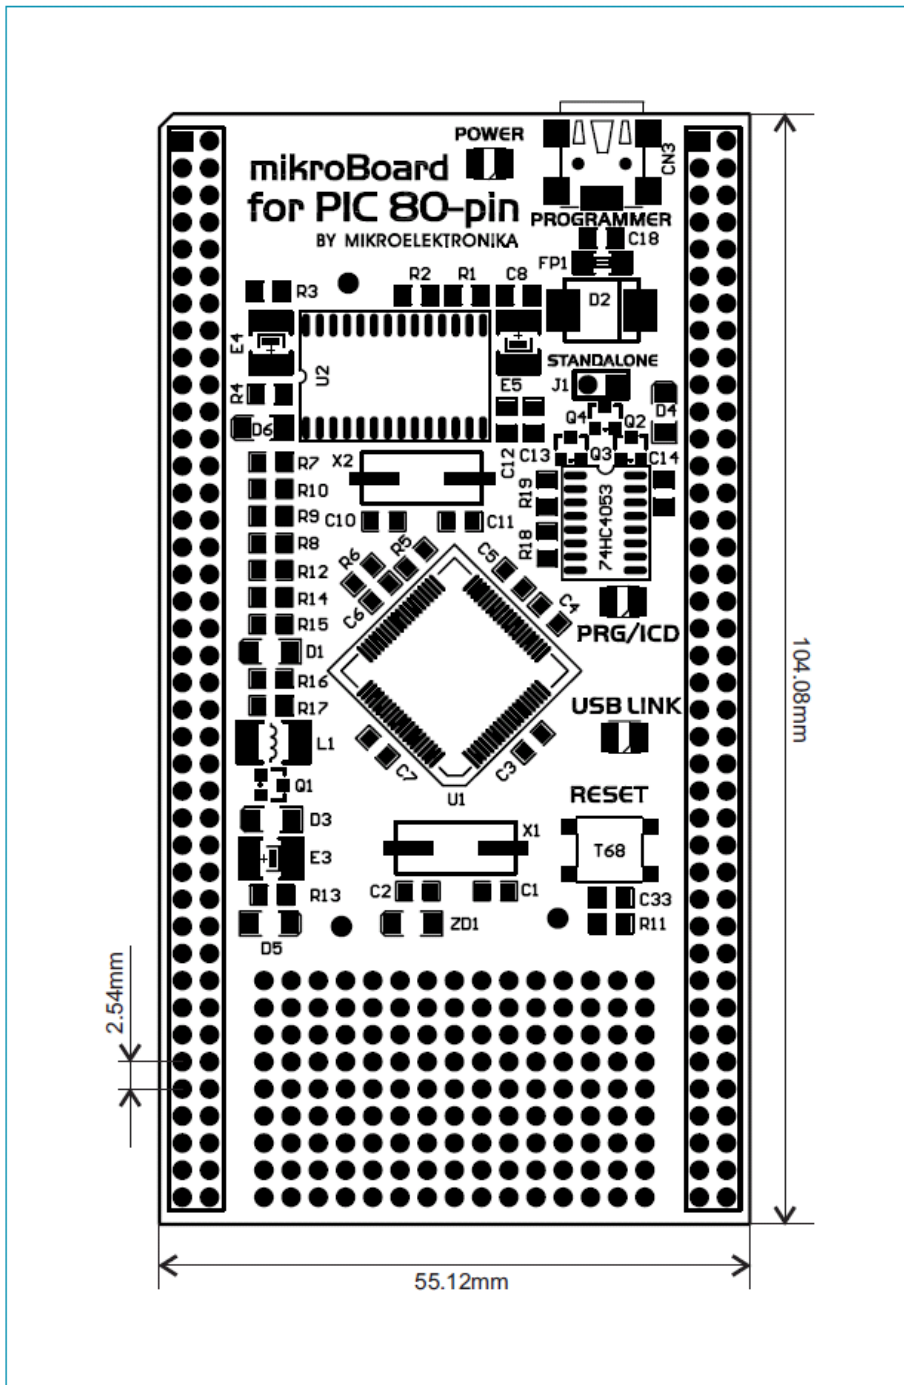 POWER
CN3
mikroBoard
for PIC 80-pin
BY MIKROELEKTRONIKA
PROGRAMMER
C18
FP1
R3
R2
R1
C8
D2
E4
U2
E5
STANDALONE
J1
R4
D4
Q4
Q2
D6
C12
C13
Q3
C14
R7
X2
R10
R19
74HC4053
R9
C10
C11
R8
R18
R6
R5
C5
R12
R14
C6
C4
R15
PRG/ICD
D1
104.08mm
R16
R17
USB LINK
L1
C7
C3
Q1
U1
RESET
D3
X1
E3
T68
R13
C2
C1
C33
D5
ZD1
R11
2.54mm
55.12mm